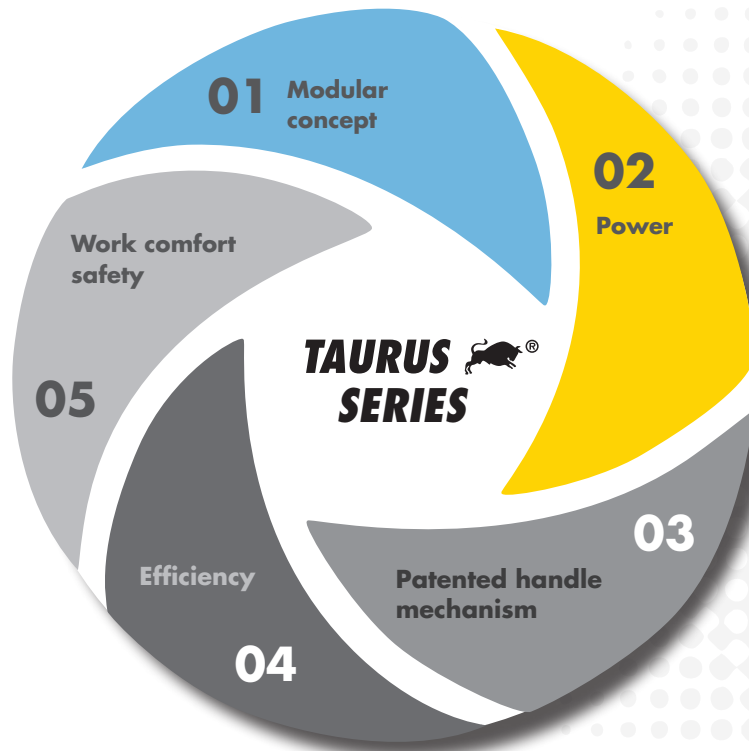 01 Modular
concept
02
Power
03
Patented handle
mechanism
04
Efficiency
05
Work comfort
safety
TAURUS ®
SERIES